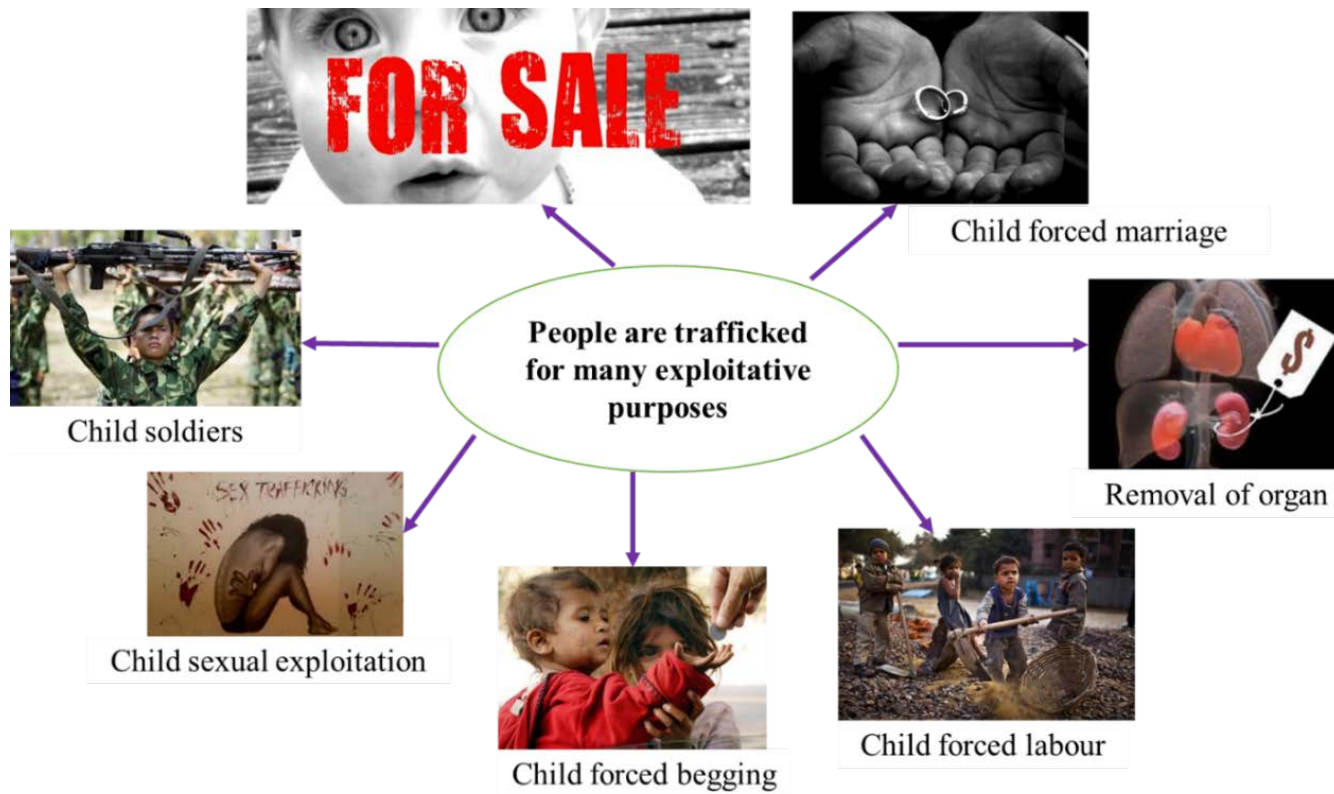 FOR SALE
Child forced marriage
People are trafficked
for many exploitative
purposes
Child soldiers
$
Removal of organ
SEX TRAFFICKING
Child sexual exploitation
Child forced labour
Child forced begging